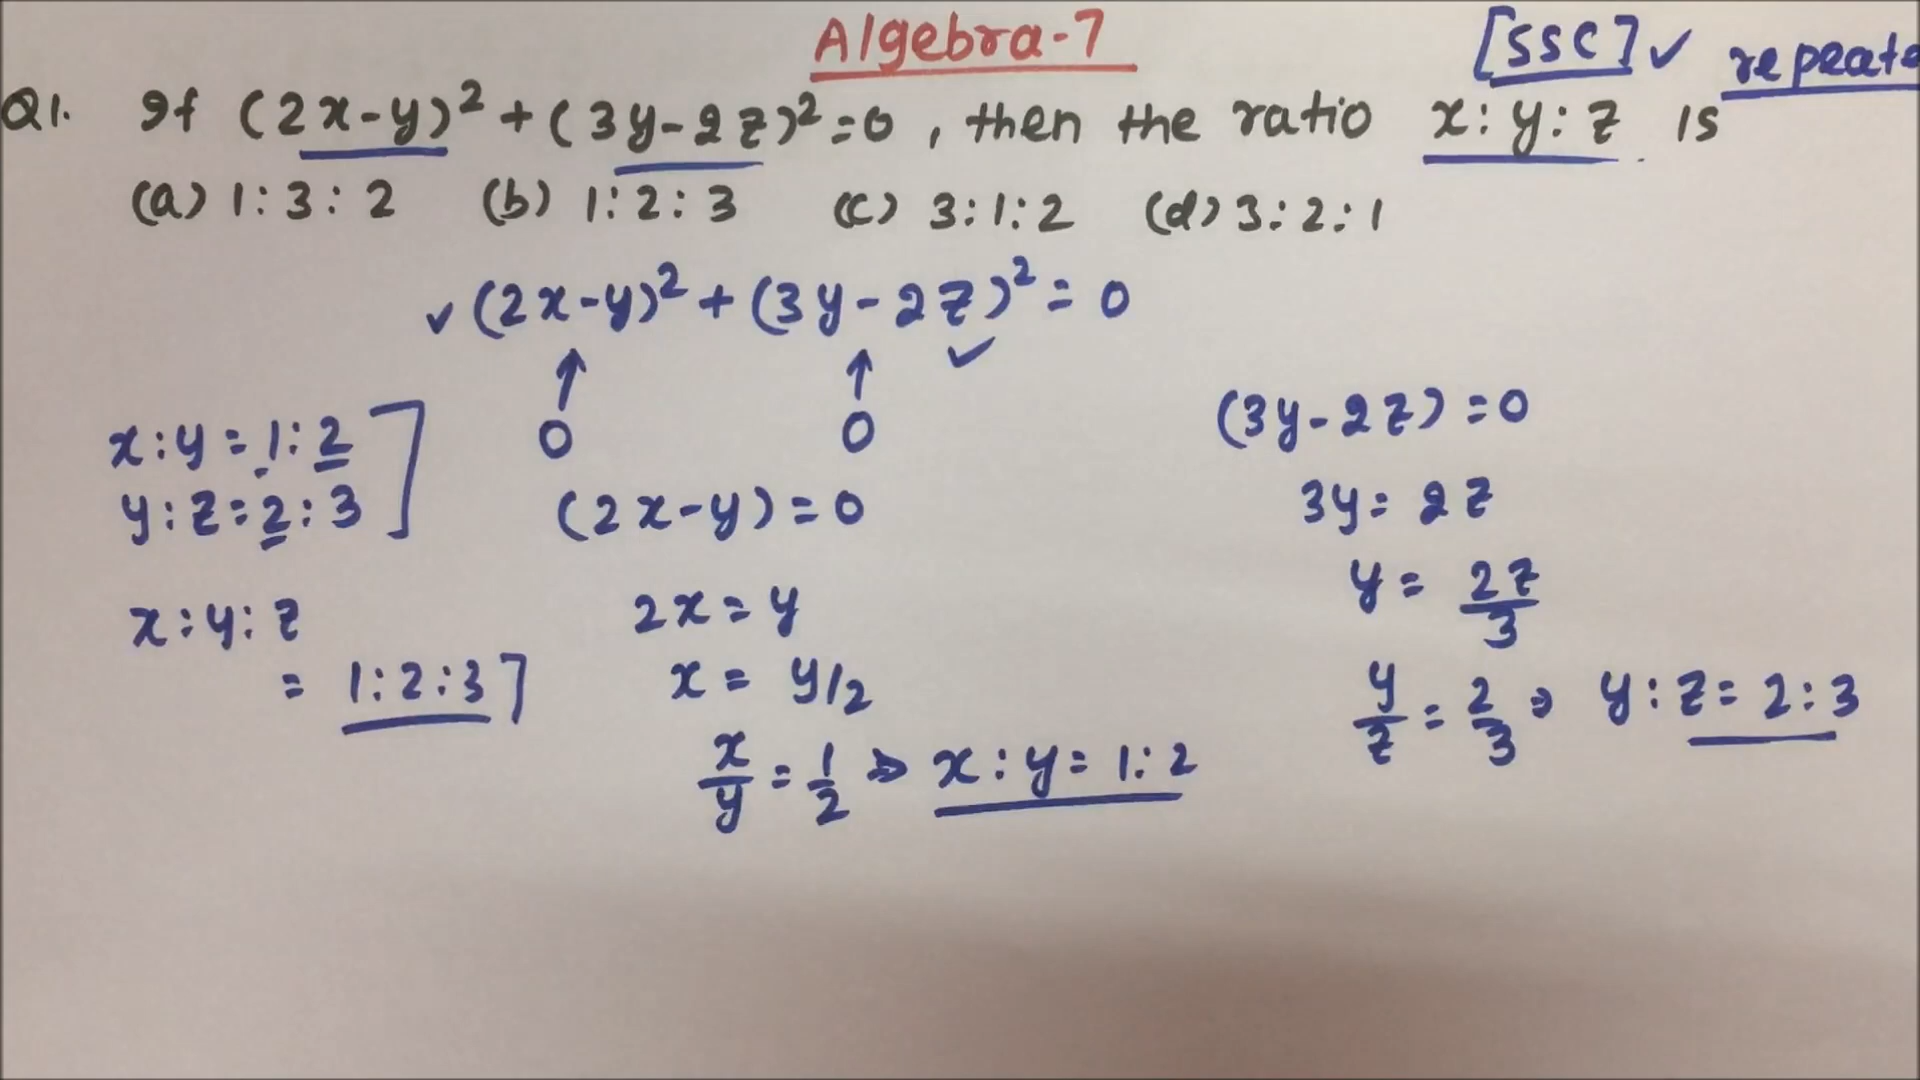 Algebra-7
[SSC]✓ repeate
Q1. If (2x-y)²+(3y-2z)²=0, then the ratio x:y:z is
(a) 1:3:2 (b) 1:2:3 (c) 3:1:2 (d) 3:2:1
✓(2x-y)²+(3y-2z)²=0
↑ ↑ ✓
0 0
x:y=1:2
y:z=2:3
x:y:z
= 1:2:3]
(2x-y)=0
2x=y
x=y/2
x/y=1/2 ⇒ x:y=1:2
(3y-2z)=0
3y=2z
y=2z/3
y/z=2/3 ⇒ y:z=2:3